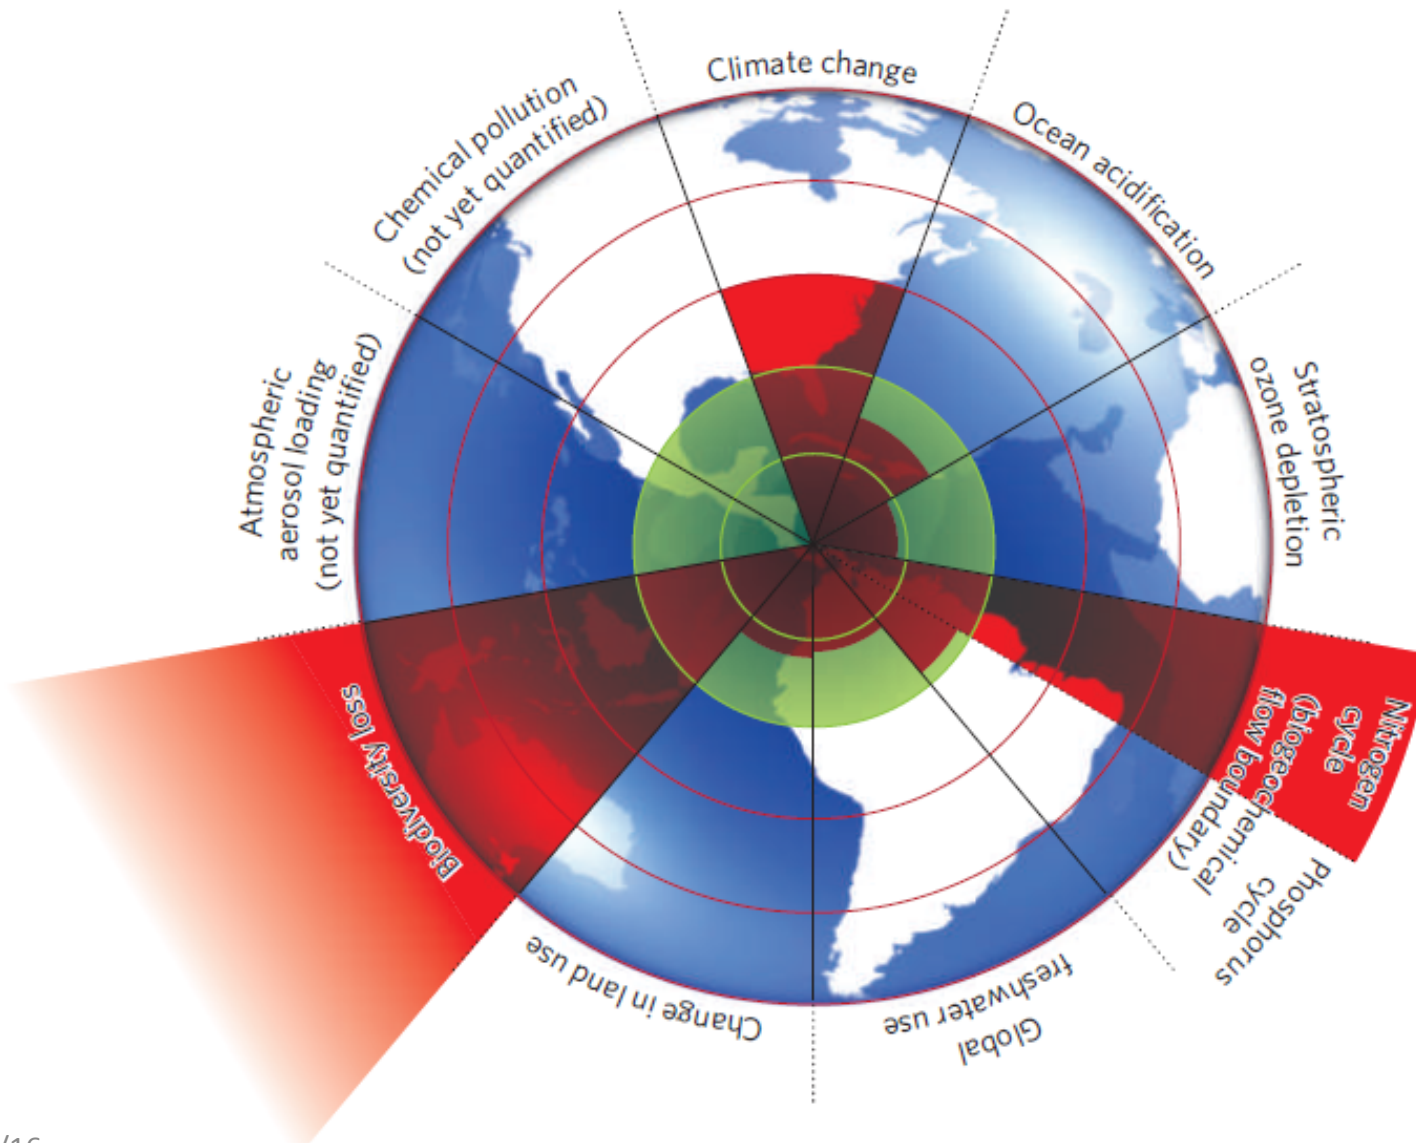 Climate change
Ocean acidification
Stratospheric
ozone depletion
Nitrogen
cycle
(biogeochemical
flow boundary)
Phosphorus
cycle
Global
freshwater use
Change in land use
Biodiversity loss
Atmospheric
aerosol loading
(not yet quantified)
Chemical pollution
(not yet quantified)